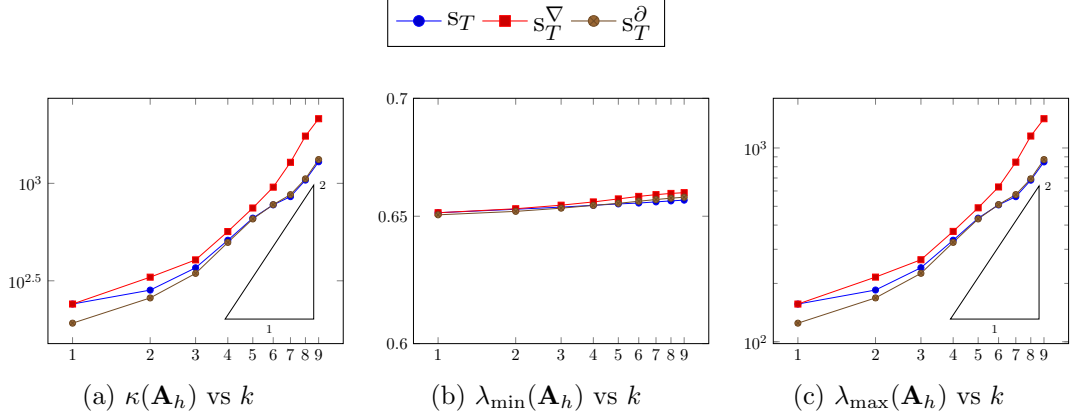 s_T s_T^∇ s_T^∂
10^3
10^2.5
2
1
1 2 3 4 5 6 7 8 9
(a) κ(A_h) vs k
0.7
0.65
0.6
1 2 3 4 5 6 7 8 9
(b) λ_min(A_h) vs k
10^3
10^2
2
1
1 2 3 4 5 6 7 8 9
(c) λ_max(A_h) vs k